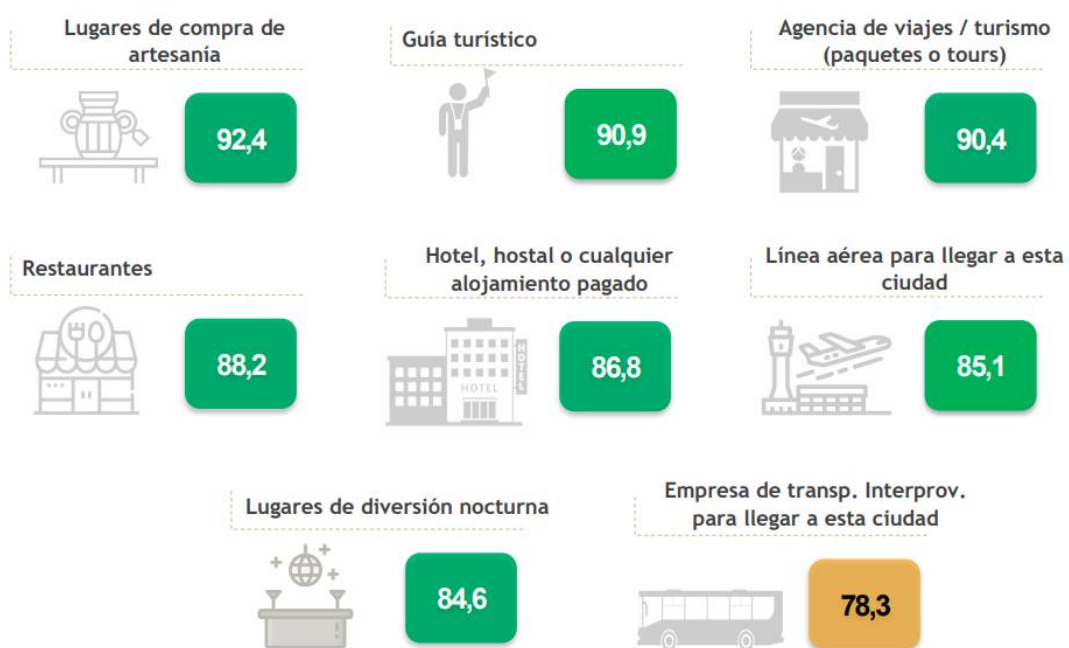 Lugares de compra de
artesanía
92,4
Guía turístico
90,9
Agencia de viajes / turismo
(paquetes o tours)
90,4
Restaurantes
88,2
Hotel, hostal o cualquier
alojamiento pagado
HOTEL
HOTEL
86,8
Línea aérea para llegar a esta
ciudad
85,1
Lugares de diversión nocturna
84,6
Empresa de transp. Interprov.
para llegar a esta ciudad
78,3